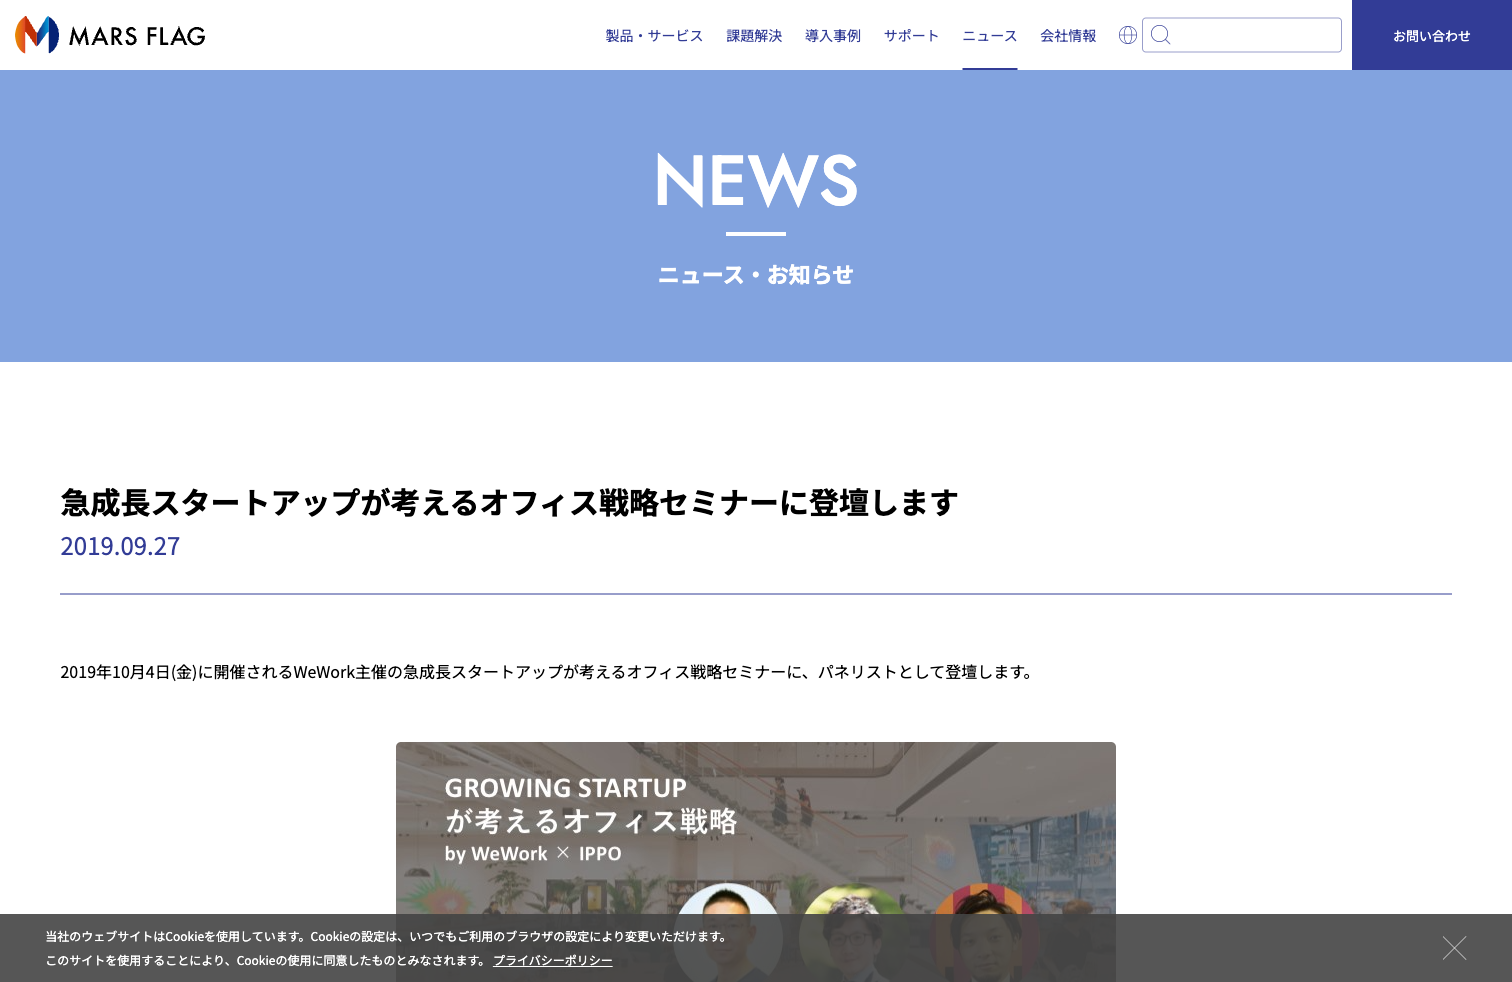 MARS FLAG
製品・サービス 課題解決 導入事例 サポート ニュース 会社情報 お問い合わせ
NEWS
ニュース・お知らせ
急成長スタートアップが考えるオフィス戦略セミナーに登壇します
2019.09.27
2019年10月4日(金)に開催されるWeWork主催の急成長スタートアップが考えるオフィス戦略セミナーに、パネリストとして登壇します。
GROWING STARTUP
が考えるオフィス戦略
by WeWork × IPPO
当社のウェブサイトはCookieを使用しています。Cookieの設定は、いつでもご利用のブラウザの設定により変更いただけます。
このサイトを使用することにより、Cookieの使用に同意したものとみなされます。 プライバシーポリシー